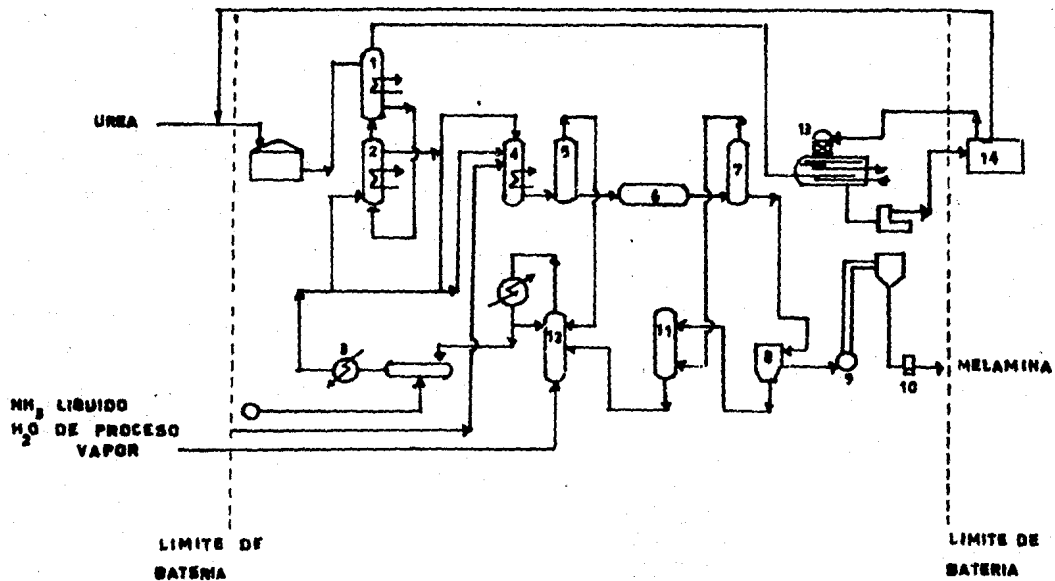 UREA
1
2
3
4
5
6
7
8
9
10
11
12
13
14
MELAMINA
NH3 LIQUIDO
H2O DE PROCESO
VAPOR
LIMITE DE
BATERIA
LIMITE DE
BATERIA